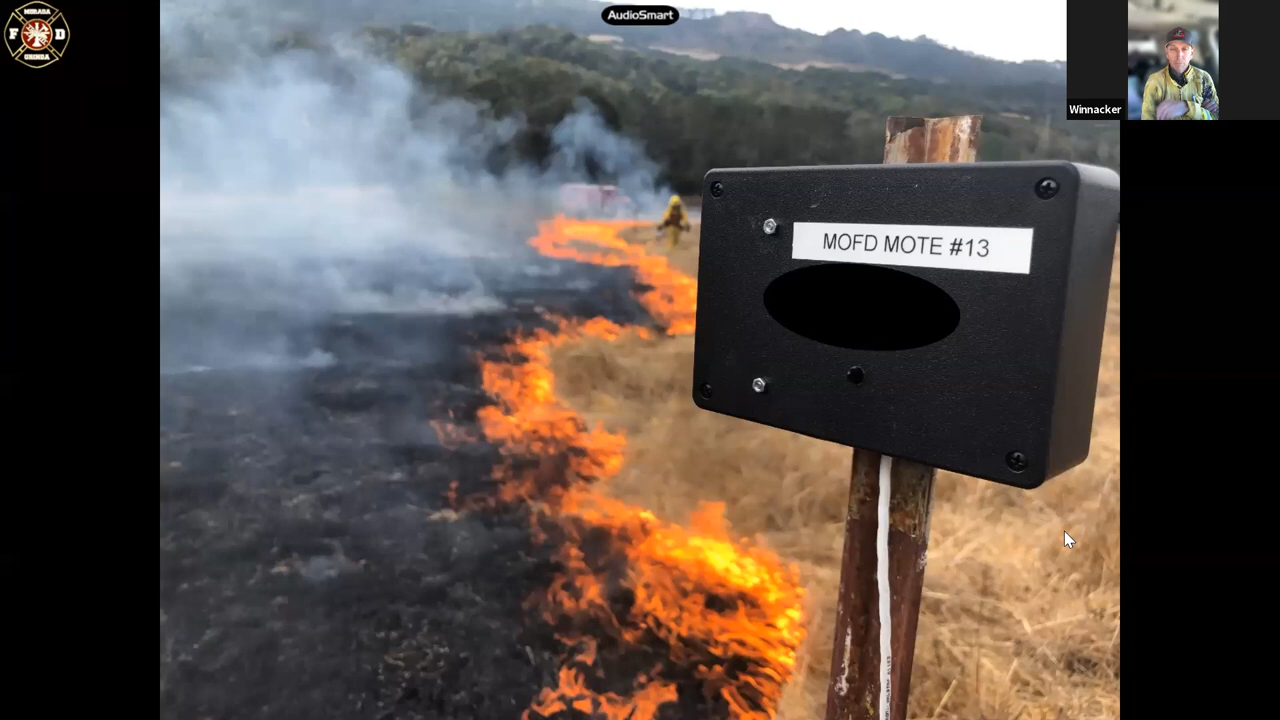 MORAGA
F D
ORINDA
AudioSmart
Winnacker
MOFD MOTE #13